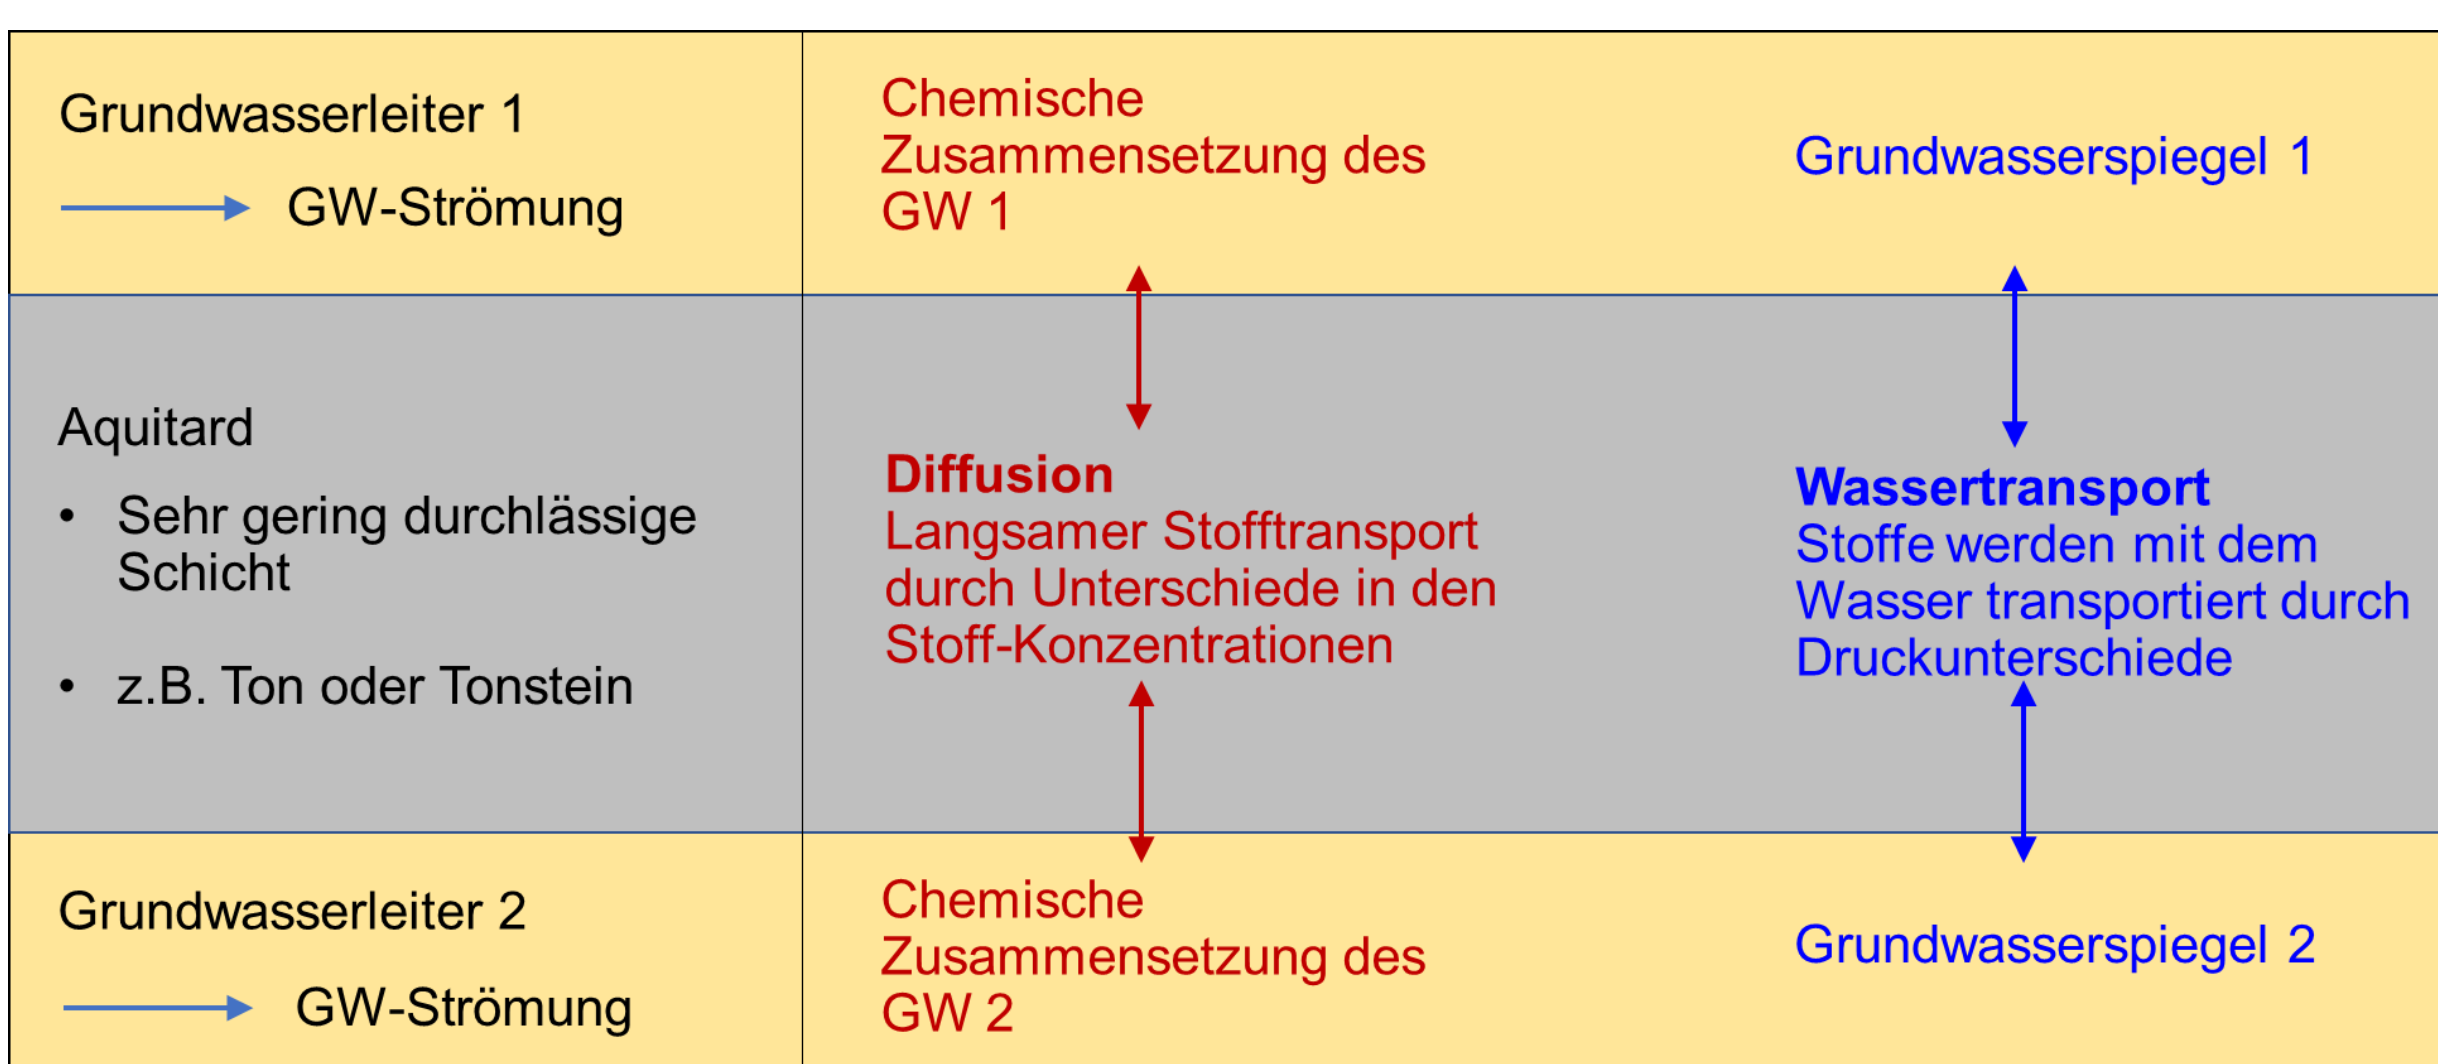 Grundwasserleiter 1
GW-Strömung
Chemische
Zusammensetzung des
GW 1
Grundwasserspiegel 1
Aquitard
• Sehr gering durchlässige
Schicht
• z.B. Ton oder Tonstein
Diffusion
Langsamer Stofftransport
durch Unterschiede in den
Stoff-Konzentrationen
Wassertransport
Stoffe werden mit dem
Wasser transportiert durch
Druckunterschiede
Grundwasserleiter 2
GW-Strömung
Chemische
Zusammensetzung des
GW 2
Grundwasserspiegel 2